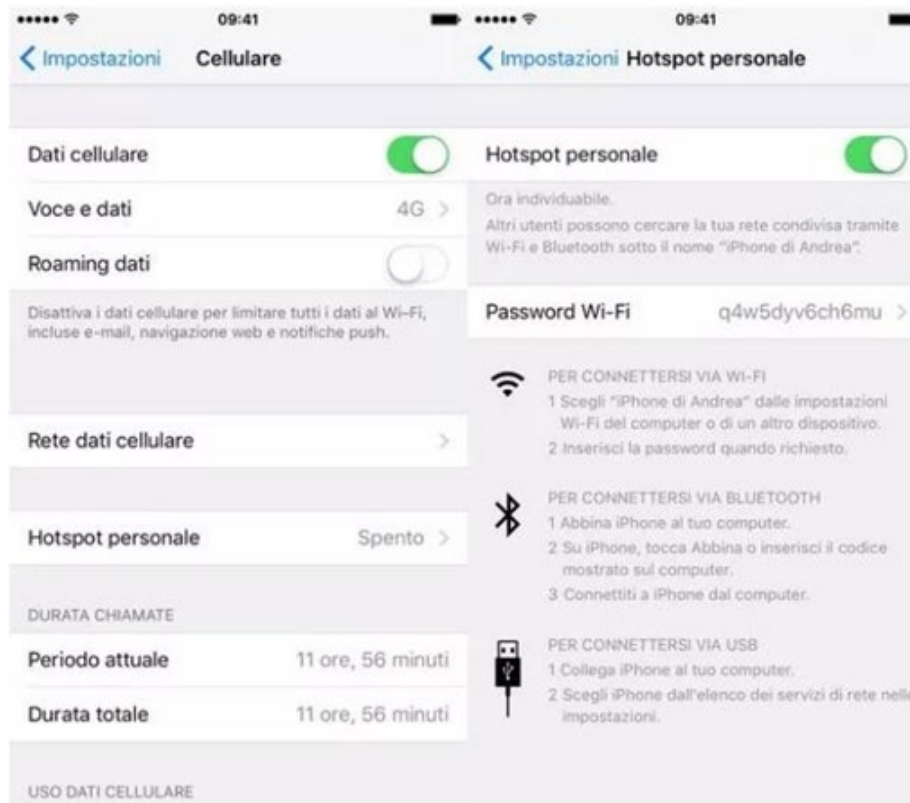 09:41
Impostazioni Cellulare
Dati cellulare
Voce e dati 4G
Roaming dati
Disattiva i dati cellulare per limitare tutti i dati al Wi-Fi,
incluse e-mail, navigazione web e notifiche push.
Rete dati cellulare
Hotspot personale Spento
DURATA CHIAMATE
Periodo attuale 11 ore, 56 minuti
Durata totale 11 ore, 56 minuti
USO DATI CELLULARE
09:41
Impostazioni Hotspot personale
Hotspot personale
Ora individuabile.
Altri utenti possono cercare la tua rete condivisa tramite
Wi-Fi e Bluetooth sotto il nome "iPhone di Andrea".
Password Wi-Fi q4w5dyv6ch6mu
PER CONNETTERSI VIA WI-FI
1 Scegli "iPhone di Andrea" dalle impostazioni
Wi-Fi del computer o di un altro dispositivo.
2 Inserisci la password quando richiesto.
PER CONNETTERSI VIA BLUETOOTH
1 Abbina iPhone al tuo computer.
2 Su iPhone, tocca Abbina o inserisci il codice
mostrato sul computer.
3 Connettiti a iPhone dal computer.
PER CONNETTERSI VIA USB
1 Collega iPhone al tuo computer.
2 Scegli iPhone dall'elenco dei servizi di rete nelle
impostazioni.